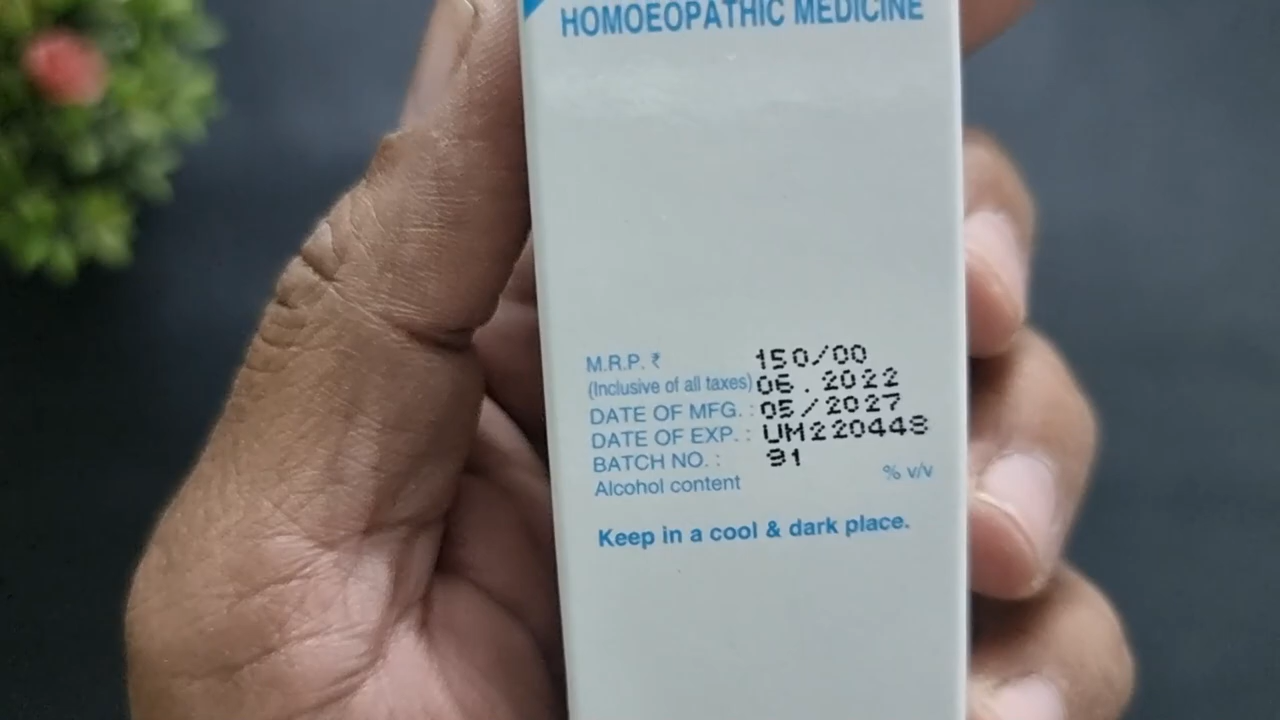 HOMOEOPATHIC MEDICINE
M.R.P. ₹ 150/00
(Inclusive of all taxes) 06.2022
DATE OF MFG. : 05/2027
DATE OF EXP. : UM220448
BATCH NO. : 91
Alcohol content % v/v
Keep in a cool & dark place.